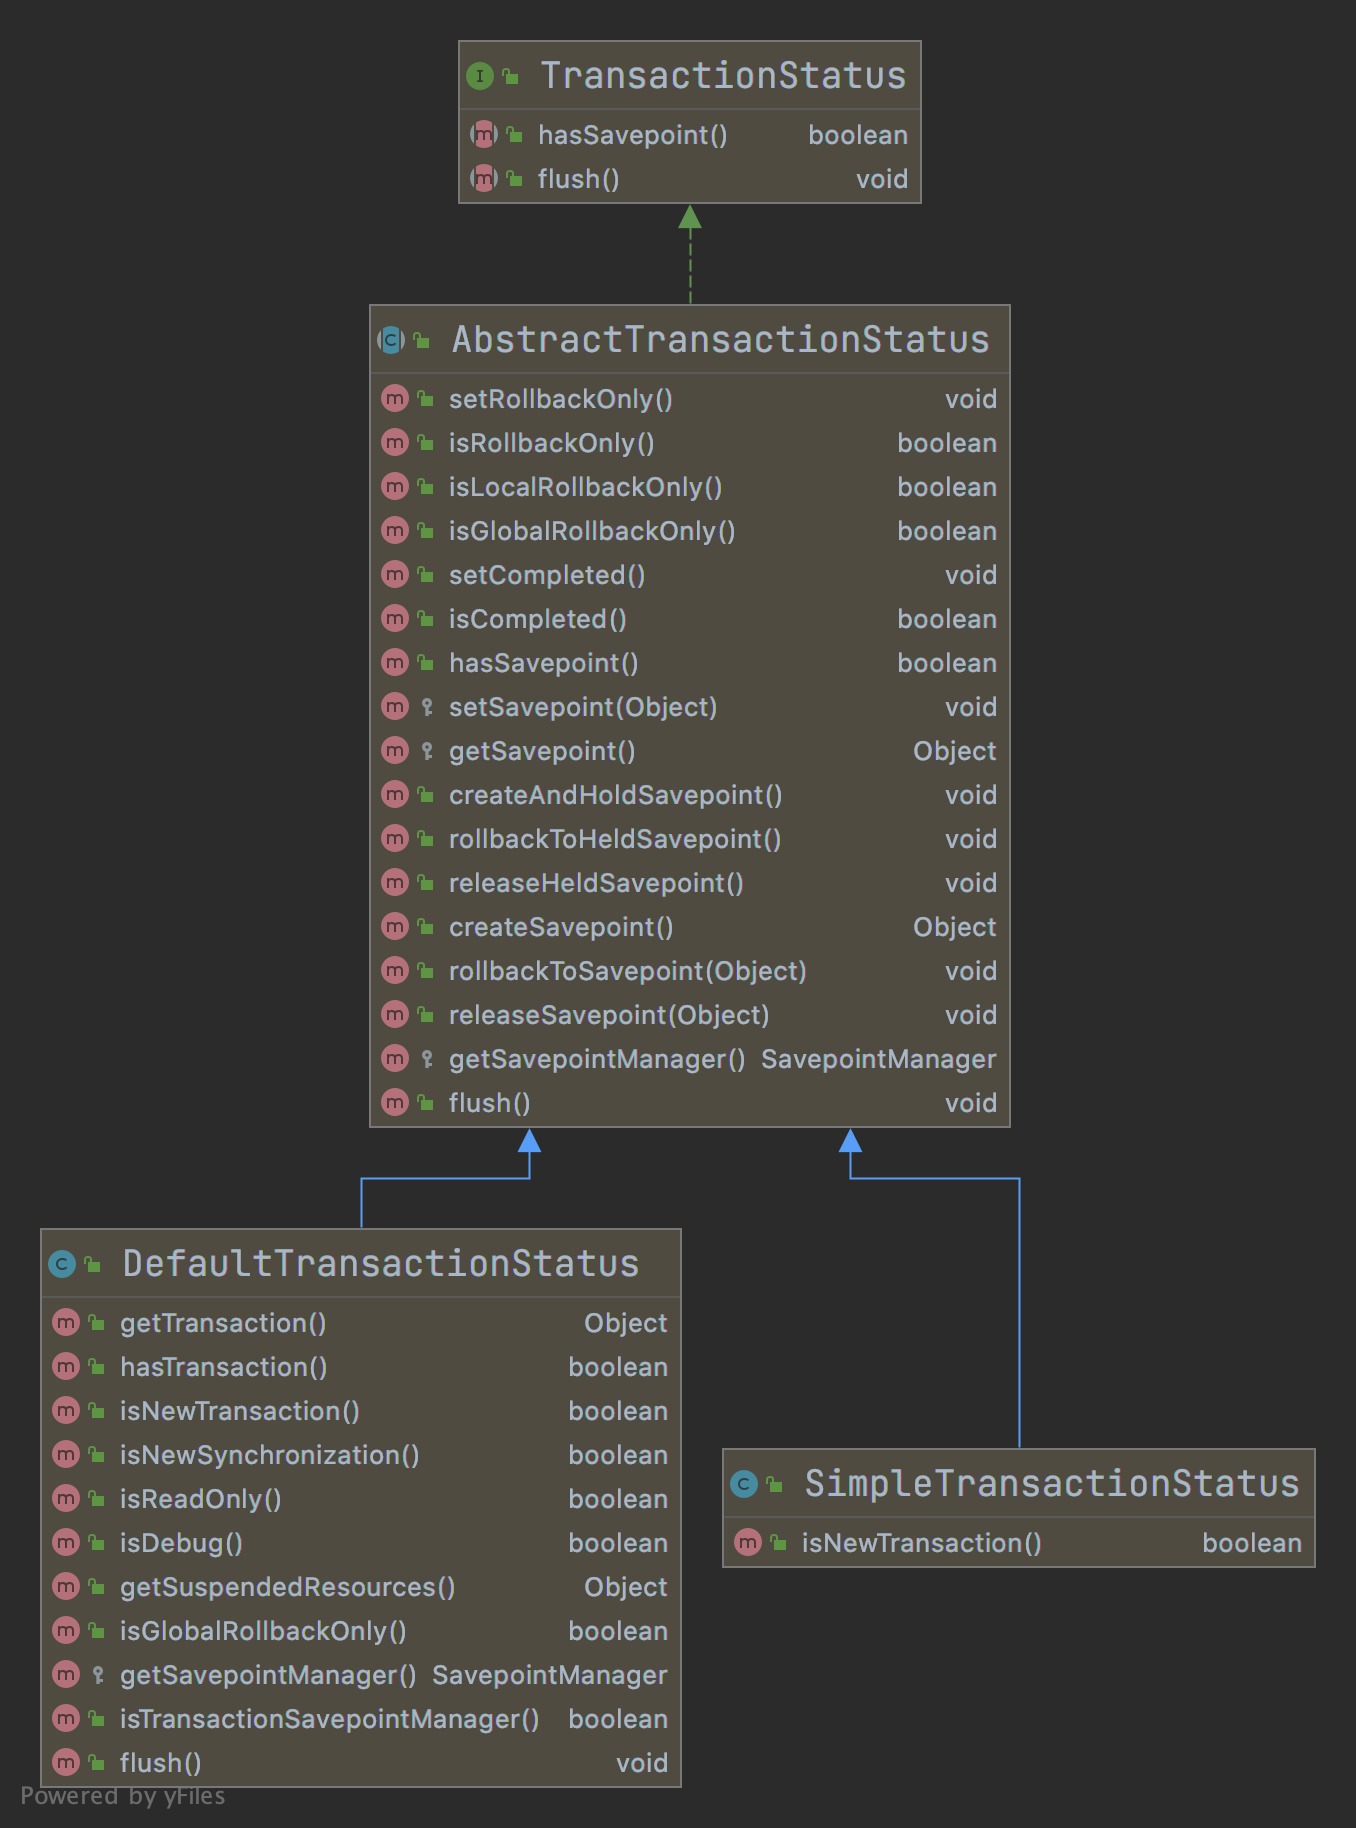 TransactionStatus
hasSavepoint() boolean
flush() void
AbstractTransactionStatus
setRollbackOnly() void
isRollbackOnly() boolean
isLocalRollbackOnly() boolean
isGlobalRollbackOnly() boolean
setCompleted() void
isCompleted() boolean
hasSavepoint() boolean
setSavepoint(Object) void
getSavepoint() Object
createAndHoldSavepoint() void
rollbackToHeldSavepoint() void
releaseHeldSavepoint() void
createSavepoint() Object
rollbackToSavepoint(Object) void
releaseSavepoint(Object) void
getSavepointManager() SavepointManager
flush() void
DefaultTransactionStatus
getTransaction() Object
hasTransaction() boolean
isNewTransaction() boolean
isNewSynchronization() boolean
isReadOnly() boolean
isDebug() boolean
getSuspendedResources() Object
isGlobalRollbackOnly() boolean
getSavepointManager() SavepointManager
isTransactionSavepointManager() boolean
flush() void
SimpleTransactionStatus
isNewTransaction() boolean
Powered by yFiles